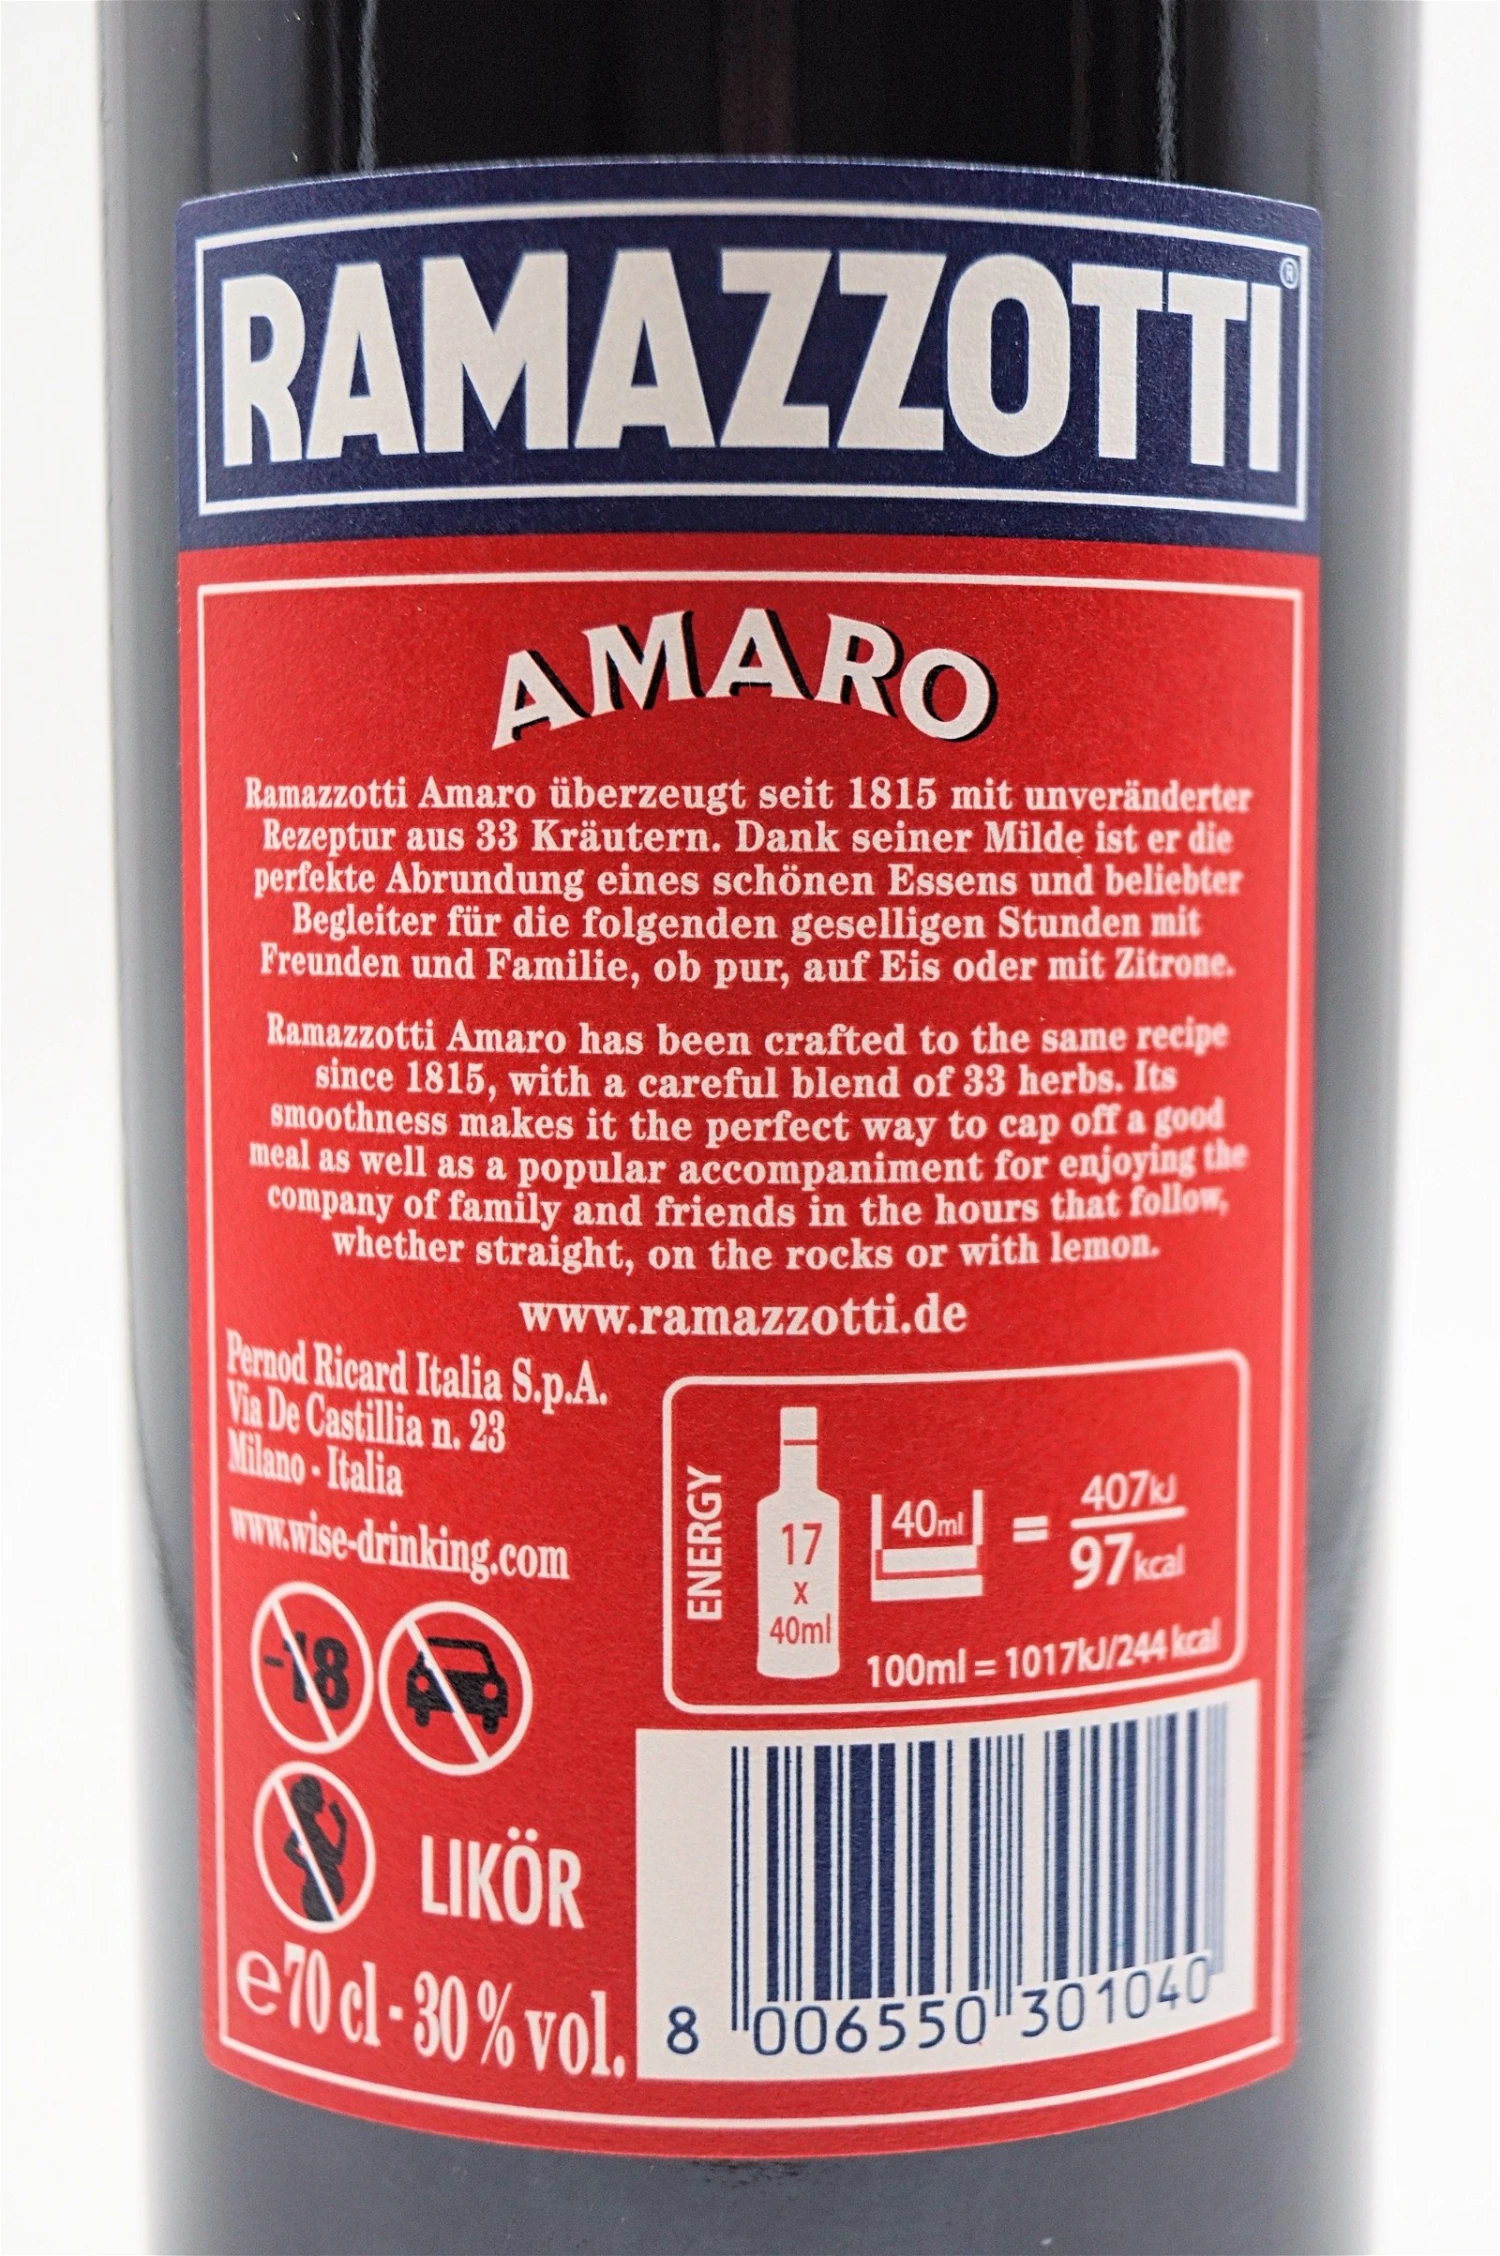 RAMAZZOTTI®
AMARO
Ramazzotti Amaro überzeugt seit 1815 mit unveränderter
Rezeptur aus 33 Kräutern. Dank seiner Milde ist er die
perfekte Abrundung eines schönen Essens und beliebter
Begleiter für die folgenden geselligen Stunden mit
Freunden und Familie, ob pur, auf Eis oder mit Zitrone.
Ramazzotti Amaro has been crafted to the same recipe
since 1815, with a careful blend of 33 herbs. Its
smoothness makes it the perfect way to cap off a good
meal as well as a popular accompaniment for enjoying the
company of family and friends in the hours that follow,
whether straight, on the rocks or with lemon.
www.ramazzotti.de
Pernod Ricard Italia S.p.A.
Via De Castillia n. 23
Milano - Italia
www.wise-drinking.com
-18
LIKÖR
e70 cl - 30% vol.
ENERGY
17
x
40ml
40ml
=
407kJ
97kcal
100ml = 1017kJ/244 kcal
8 006550 301040